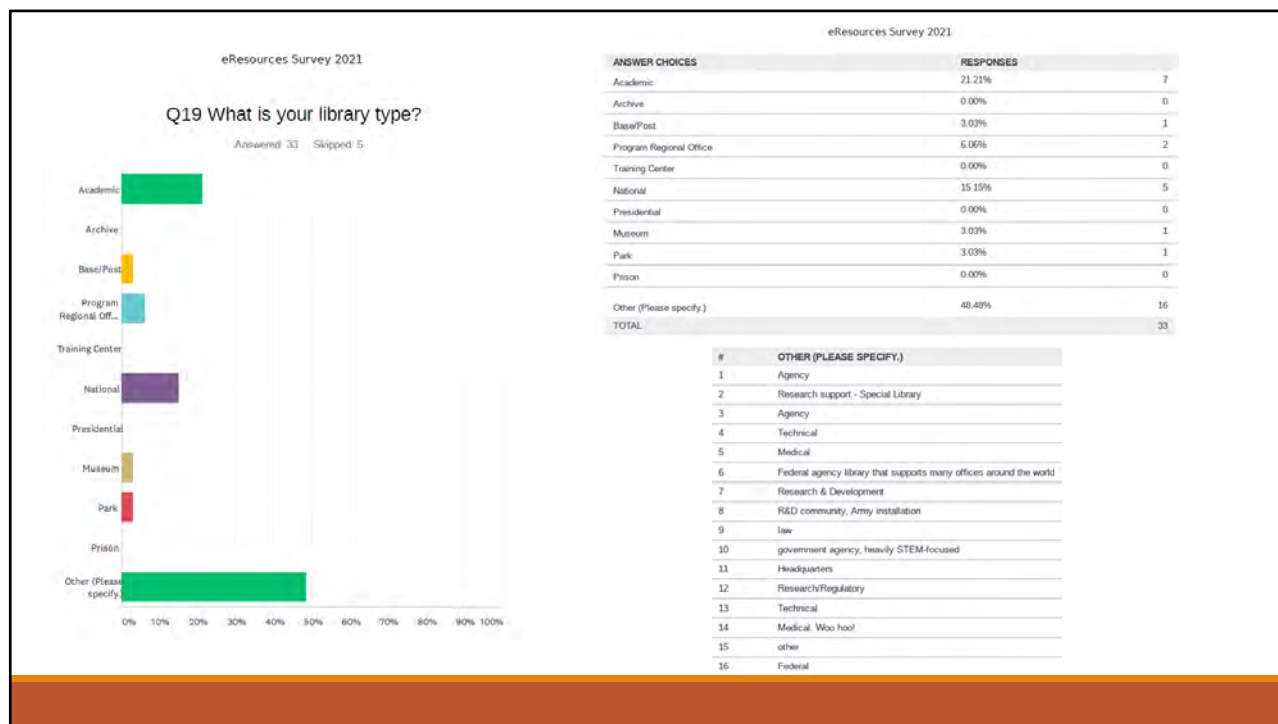 eResources Survey 2021
Q19 What is your library type?
Answered: 33 Skipped: 5
Academic
Archive
Base/Post
Program
Regional Off...
Training Center
National
Presidential
Museum
Park
Prison
Other (Please
specify.)
0% 10% 20% 30% 40% 50% 60% 70% 80% 90% 100%
eResources Survey 2021
ANSWER CHOICES RESPONSES
Academic 21.21% 7
Archive 0.00% 0
Base/Post 3.03% 1
Program Regional Office 6.06% 2
Training Center 0.00% 0
National 15.15% 5
Presidential 0.00% 0
Museum 3.03% 1
Park 3.03% 1
Prison 0.00% 0
Other (Please specify.) 48.48% 16
TOTAL 33
# OTHER (PLEASE SPECIFY.)
1 Agency
2 Research support - Special Library
3 Agency
4 Technical
5 Medical
6 Federal agency library that supports many offices around the world
7 Research & Development
8 R&D community, Army installation
9 law
10 government agency, heavily STEM-focused
11 Headquarters
12 Research/Regulatory
13 Technical
14 Medical. Woo hoo!
15 other
16 Federal